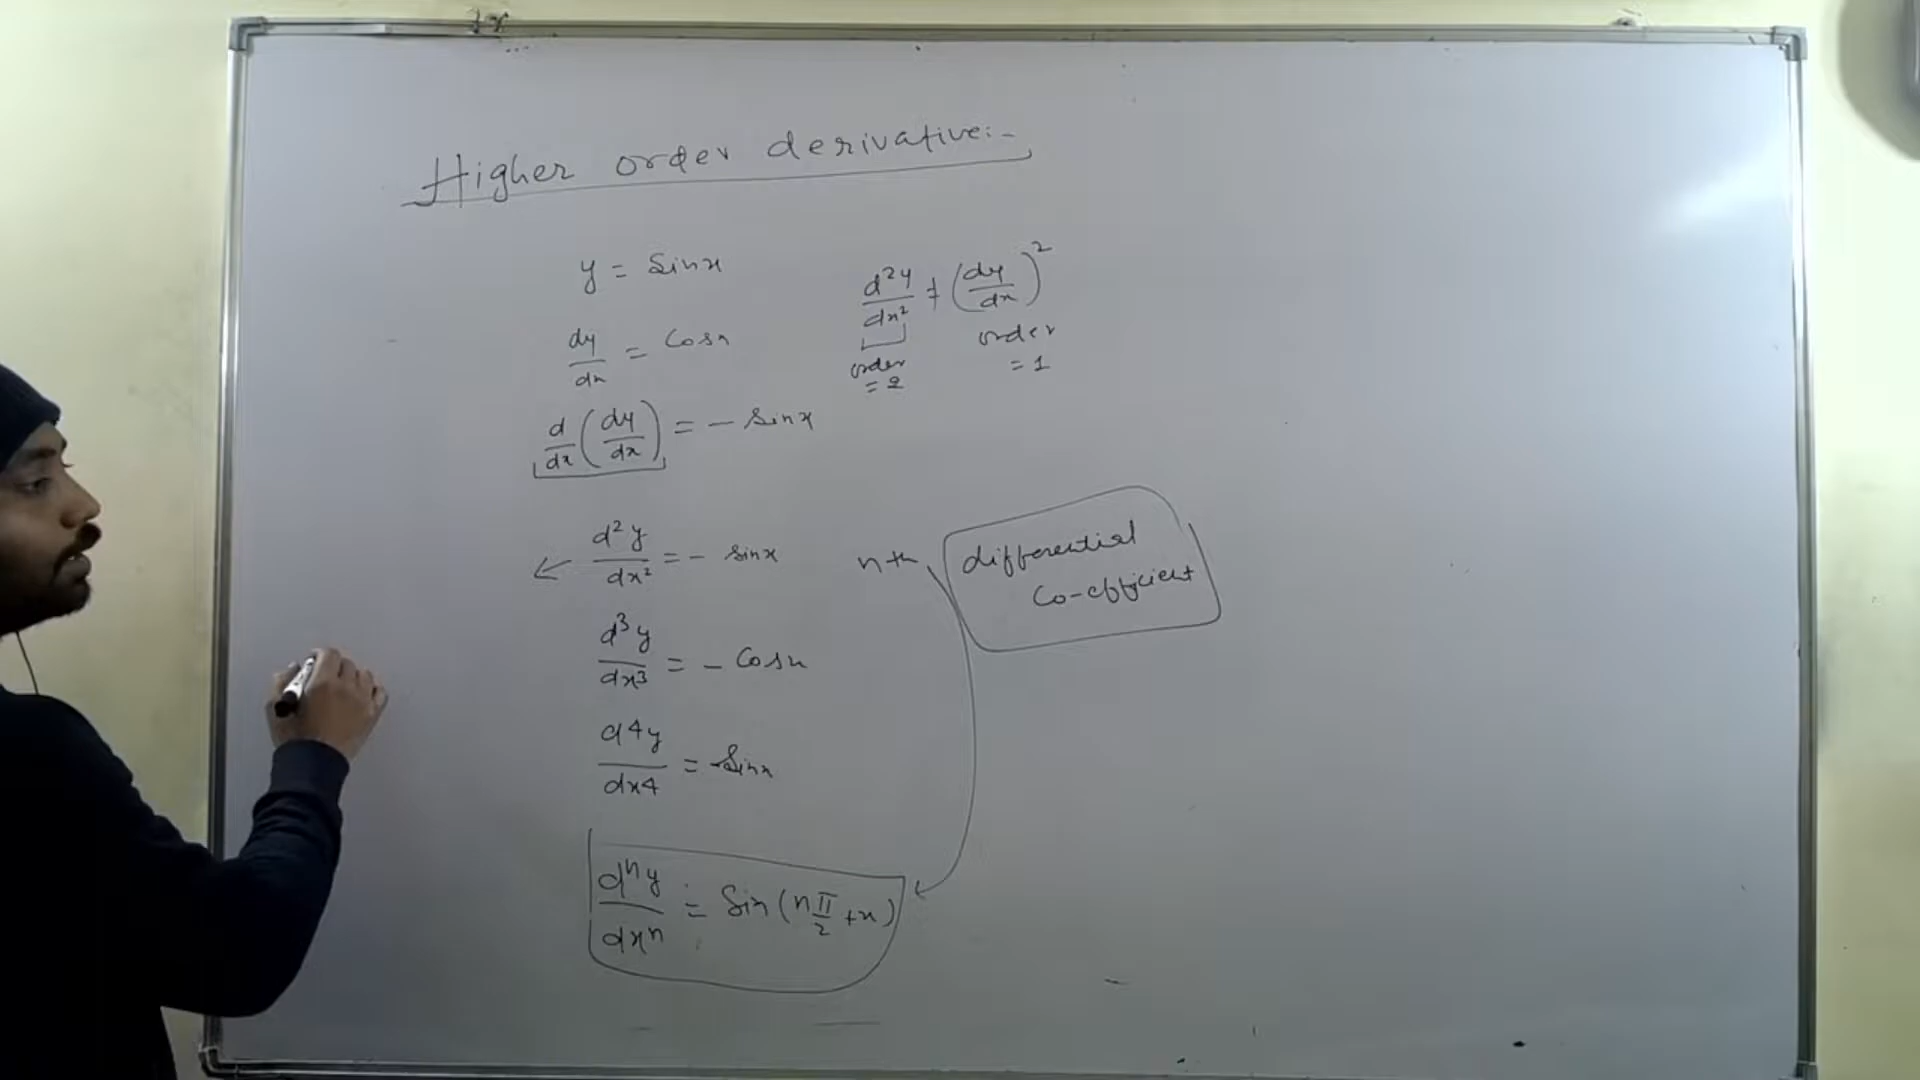 Higher order derivative:-
y = Sinx
dy/dx = Cosx
d/dx (dy/dx) = - Sinx
d²y/dx² ≠ (dy/dx)²
order = 2
order = 1
d²y/dx² = - Sinx
d³y/dx³ = - Cosx
d⁴y/dx⁴ = Sinx
nth
differential
Co-efficient
dⁿy/dxⁿ = Sin(nπ/2 + x)